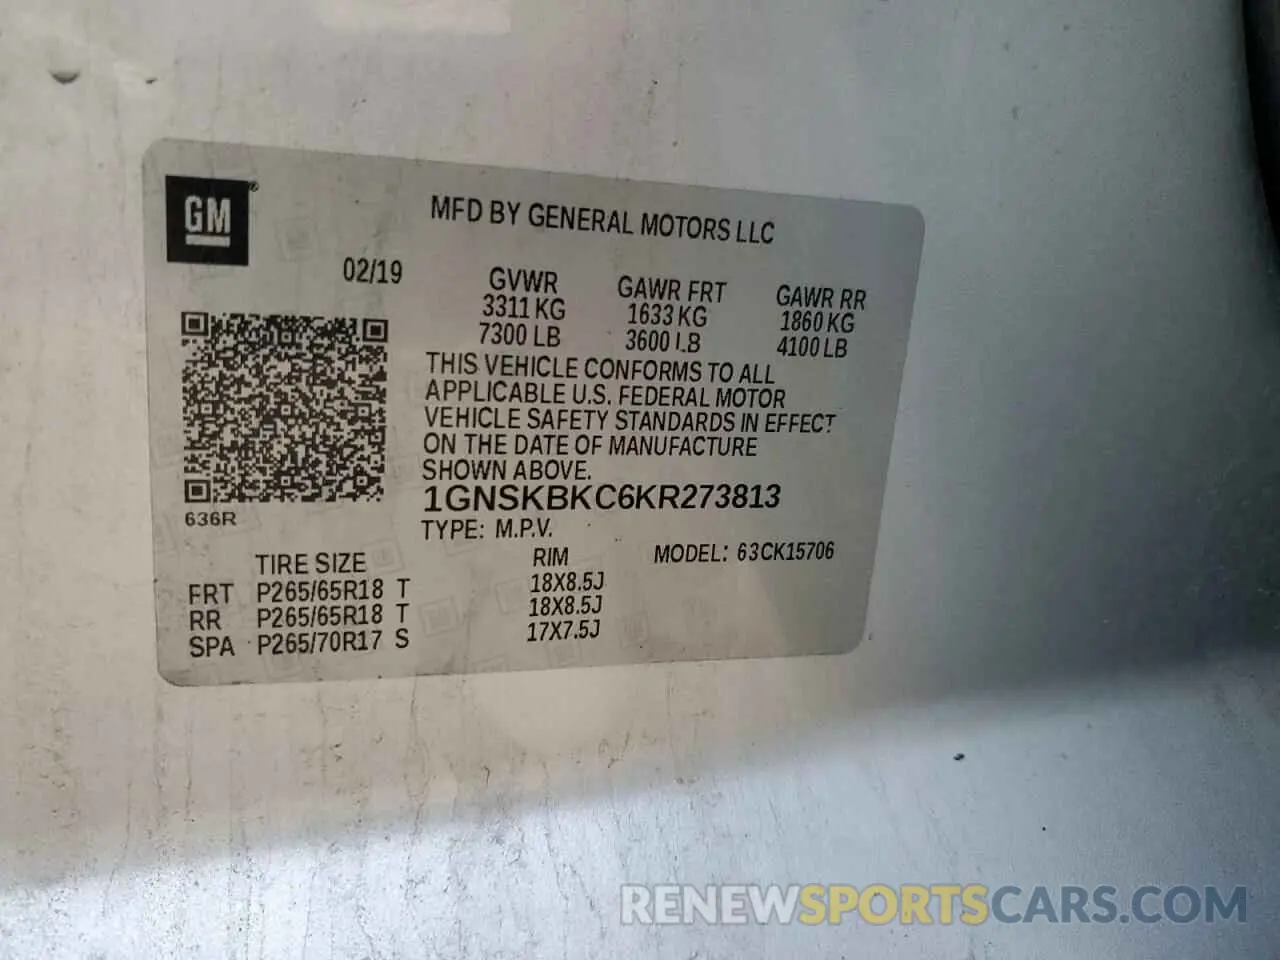 GM
MFD BY GENERAL MOTORS LLC
02/19
GVWR GAWR FRT GAWR RR
3311 KG 1633 KG 1860 KG
7300 LB 3600 LB 4100 LB
THIS VEHICLE CONFORMS TO ALL
APPLICABLE U.S. FEDERAL MOTOR
VEHICLE SAFETY STANDARDS IN EFFECT
ON THE DATE OF MANUFACTURE
SHOWN ABOVE.
1GNSKBKC6KR273813
636R
TYPE: M.P.V.
MODEL: 63CK15706
TIRE SIZE RIM
FRT P265/65R18 T 18X8.5J
RR P265/65R18 T 18X8.5J
SPA P265/70R17 S 17X7.5J
RENEWSPORTSCARS.COM